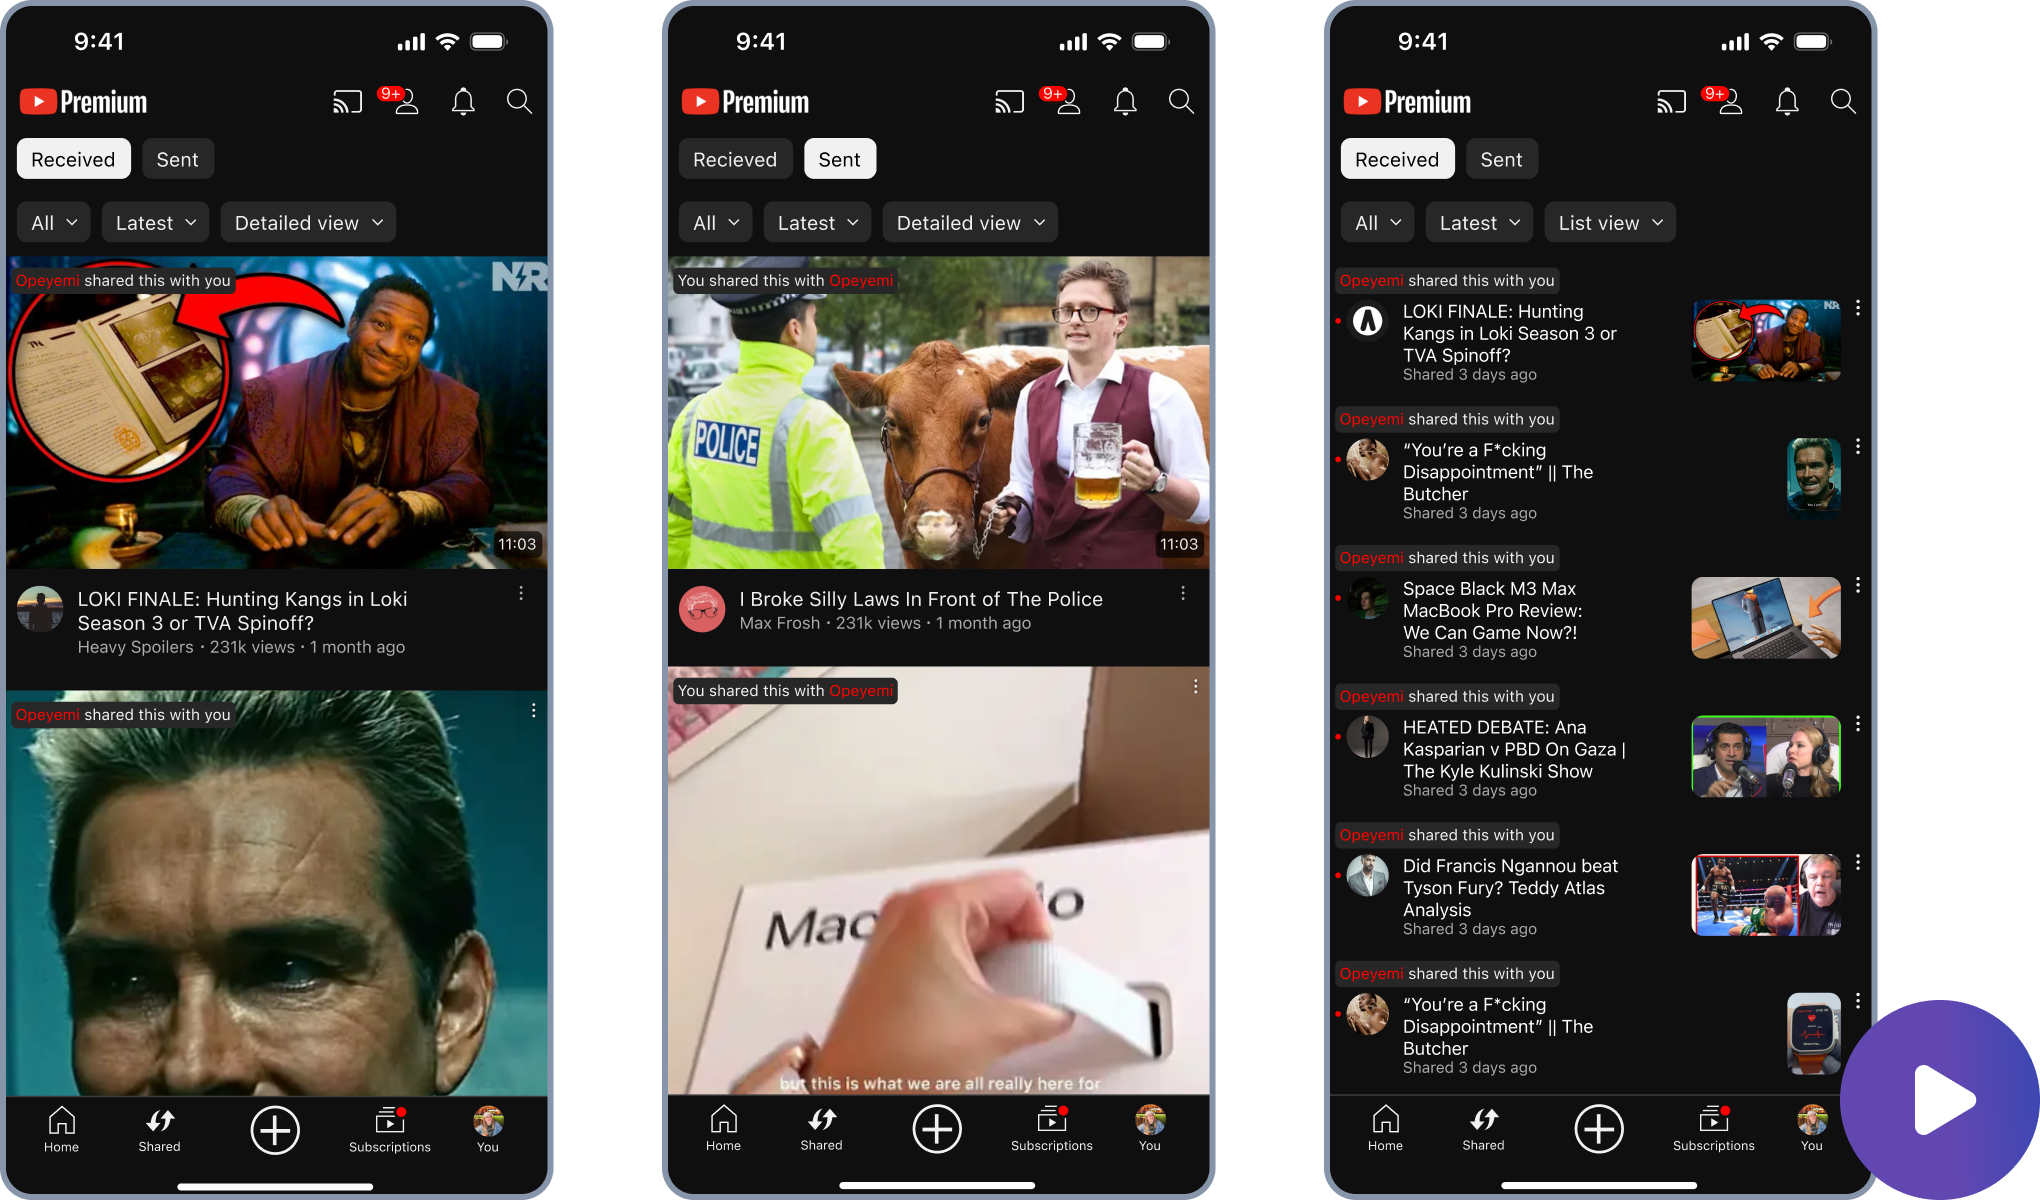 9:41
Premium
9+
Received Sent
All Latest Detailed view
Opeyemi shared this with you
NR
11:03
LOKI FINALE: Hunting Kangs in Loki
Season 3 or TVA Spinoff?
Heavy Spoilers · 231k views · 1 month ago
Opeyemi shared this with you
Home Shared Subscriptions You
9:41
Premium
9+
Recieved Sent
All Latest Detailed view
You shared this with Opeyemi
POLICE
11:03
I Broke Silly Laws In Front of The Police
Max Frosh · 231k views · 1 month ago
You shared this with Opeyemi
but this is what we are all really here for
Home Shared Subscriptions You
9:41
Premium
9+
Received Sent
All Latest List view
Opeyemi shared this with you
LOKI FINALE: Hunting
Kangs in Loki Season 3 or
TVA Spinoff?
Shared 3 days ago
NR
Opeyemi shared this with you
“You’re a F*cking
Disappointment” || The
Butcher
Shared 3 days ago
Opeyemi shared this with you
Space Black M3 Max
MacBook Pro Review:
We Can Game Now?!
Shared 3 days ago
Opeyemi shared this with you
HEATED DEBATE: Ana
Kasparian v PBD On Gaza |
The Kyle Kulinski Show
Shared 3 days ago
Opeyemi shared this with you
Did Francis Ngannou beat
Tyson Fury? Teddy Atlas
Analysis
Shared 3 days ago
Opeyemi shared this with you
“You’re a F*cking
Disappointment” || The
Butcher
Shared 3 days ago
Home Shared Subscriptions You